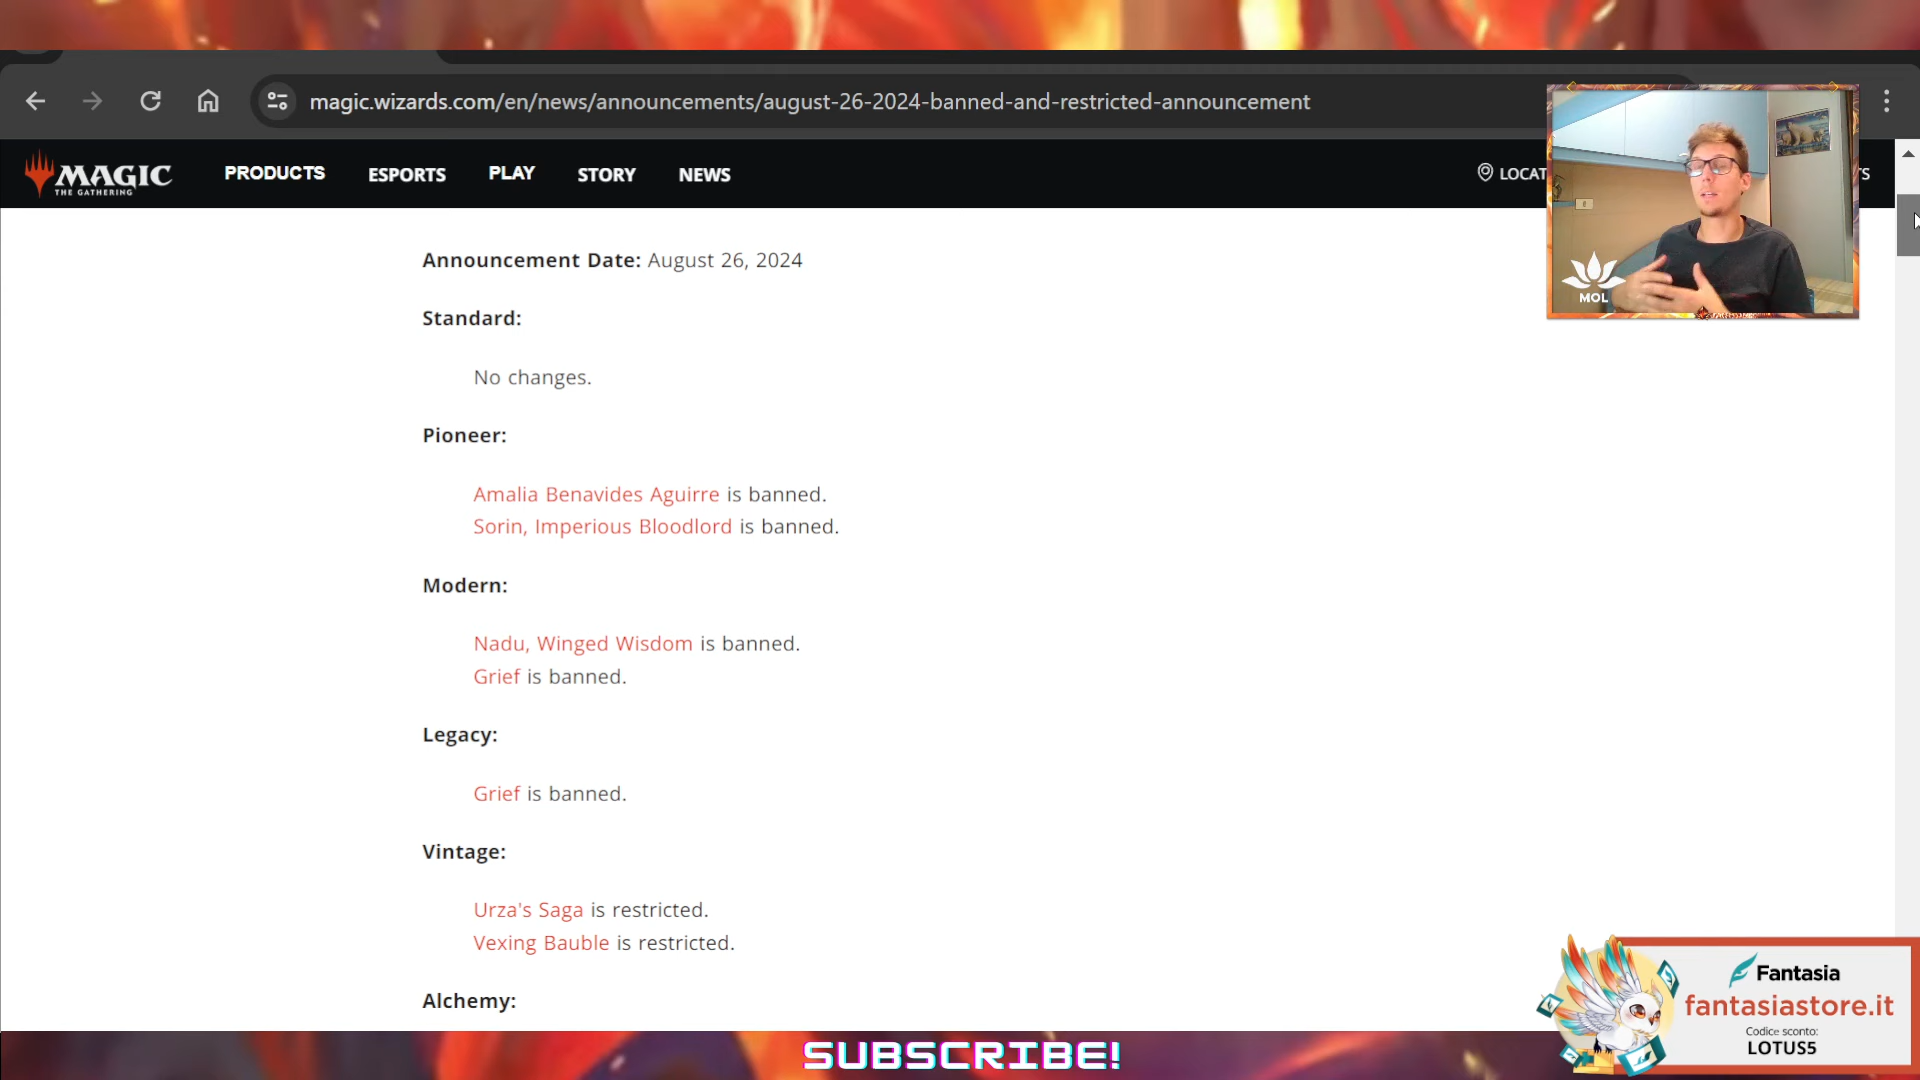 magic.wizards.com/en/news/announcements/august-26-2024-banned-and-restricted-announcement
MAGIC
THE GATHERING
PRODUCTS
ESPORTS
PLAY
STORY
NEWS
LOCAT
TS
MOL
Announcement Date: August 26, 2024
Standard:
No changes.
Pioneer:
Amalia Benavides Aguirre is banned.
Sorin, Imperious Bloodlord is banned.
Modern:
Nadu, Winged Wisdom is banned.
Grief is banned.
Legacy:
Grief is banned.
Vintage:
Urza's Saga is restricted.
Vexing Bauble is restricted.
Alchemy:
Fantasia
fantasiastore.it
Codice sconto:
LOTUS5
SUBSCRIBE!